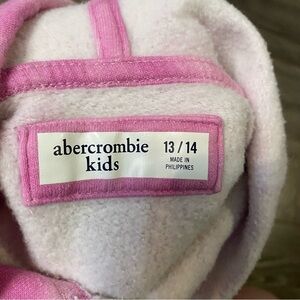 abercrombie
kids
13 / 14
MADE IN
PHILIPPINES